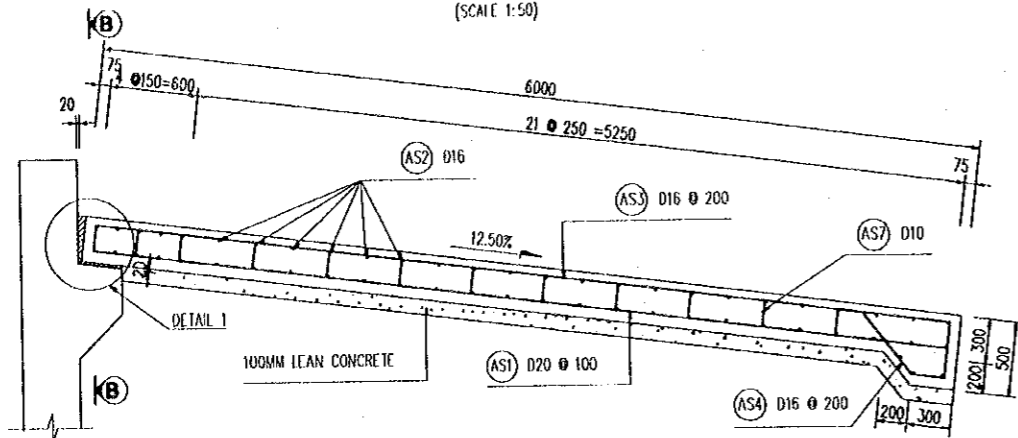 (SCALE 1:50)
B
75
@150=600
6000
20
21 @ 250 =5250
75
AS2 D16
AS3 D16 @ 200
12.50%
AS7 D10
20
DETAIL 1
100MM LEAN CONCRETE
AS1 D20 @ 100
300
200
500
B
AS4 D16 @ 200
200
300